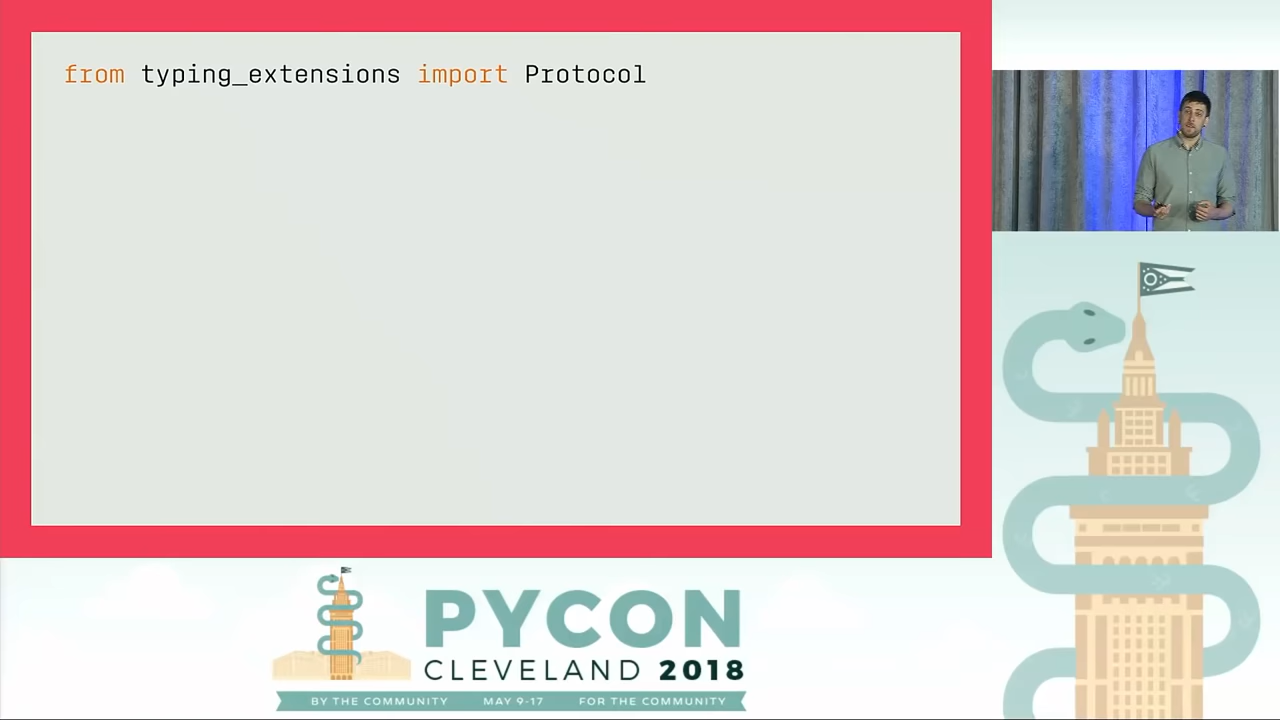 from typing_extensions import Protocol
PYCON
CLEVELAND 2018
BY THE COMMUNITY MAY 9-17 FOR THE COMMUNITY